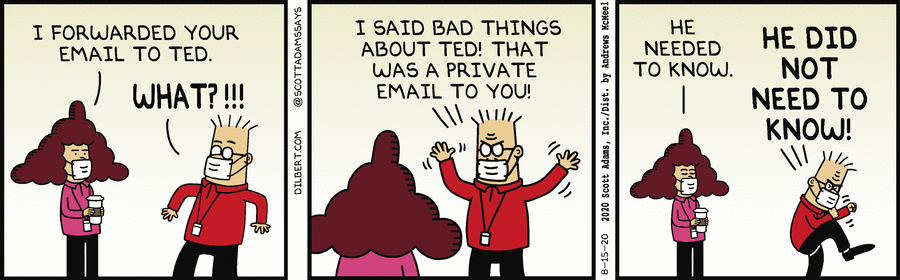 I FORWARDED YOUR
EMAIL TO TED.
WHAT?!!!
DILBERT.COM
@SCOTTADAMSSAYS
I SAID BAD THINGS
ABOUT TED! THAT
WAS A PRIVATE
EMAIL TO YOU!
8-15-20 2020 Scott Adams, Inc./Dist. by Andrews McMeel
HE
NEEDED
TO KNOW.
HE DID
NOT
NEED TO
KNOW!